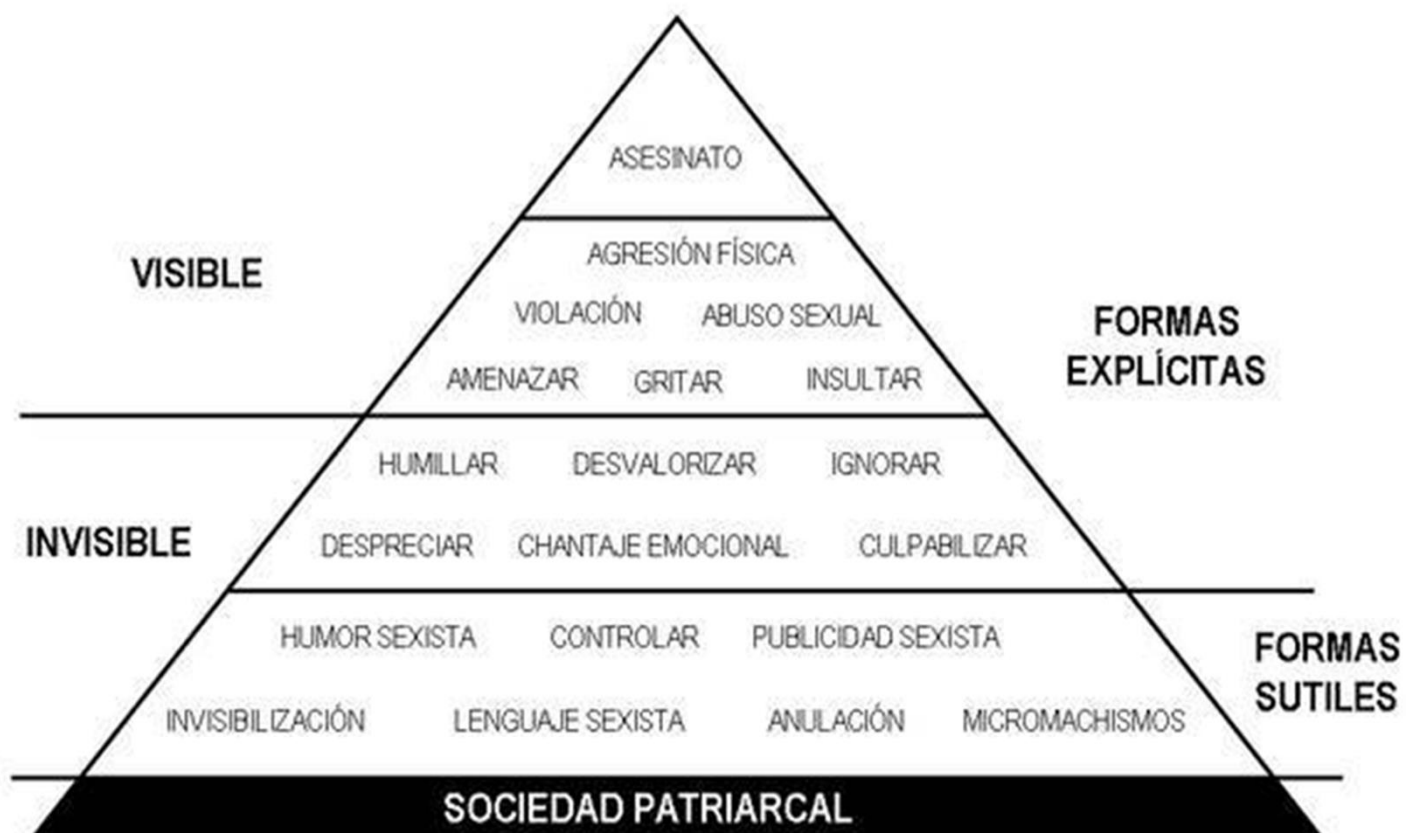 ASESINATO
VISIBLE
AGRESIÓN FÍSICA
VIOLACIÓN ABUSO SEXUAL
AMENAZAR GRITAR INSULTAR
FORMAS
EXPLÍCITAS
HUMILLAR DESVALORIZAR IGNORAR
INVISIBLE
DESPRECIAR CHANTAJE EMOCIONAL CULPABILIZAR
HUMOR SEXISTA CONTROLAR PUBLICIDAD SEXISTA
INVISIBILIZACIÓN LENGUAJE SEXISTA ANULACIÓN MICROMACHISMOS
FORMAS
SUTILES
SOCIEDAD PATRIARCAL